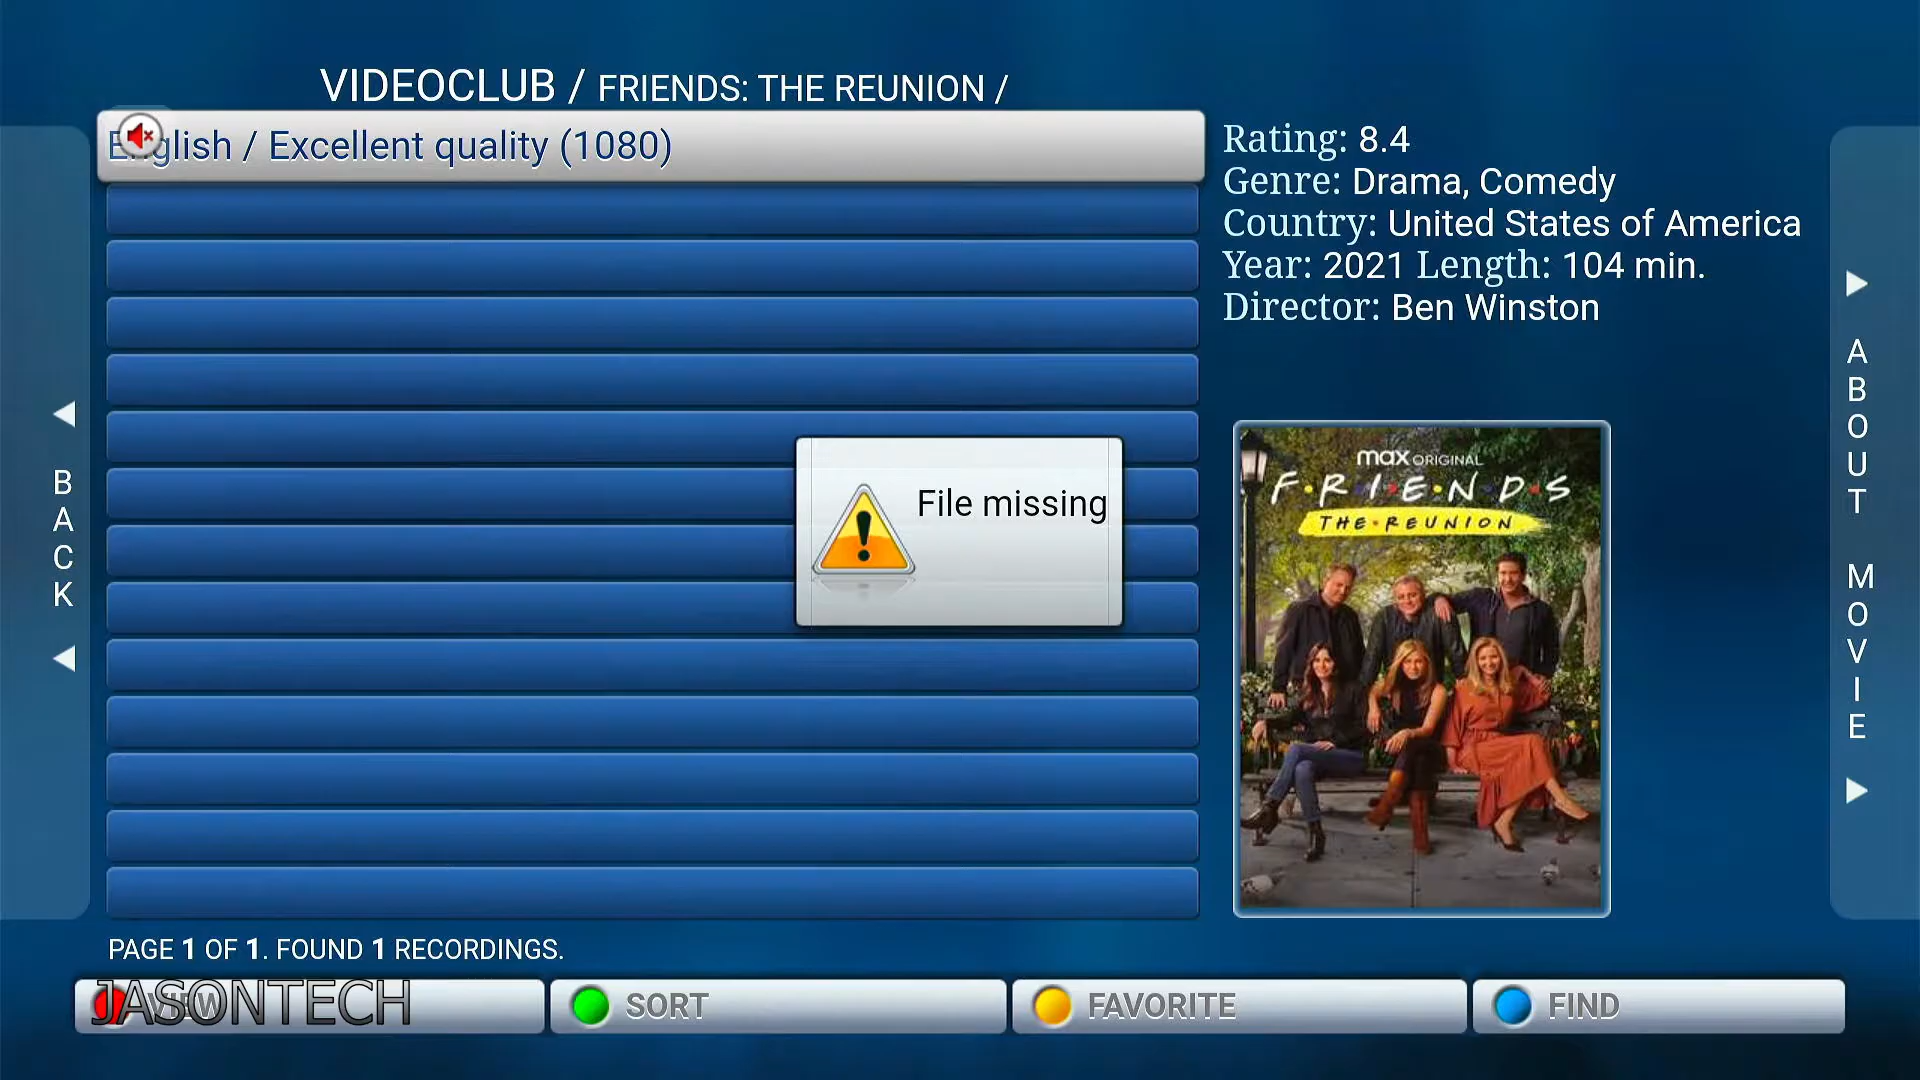 VIDEOCLUB / FRIENDS: THE REUNION /
English / Excellent quality (1080)
Rating: 8.4
Genre: Drama, Comedy
Country: United States of America
Year: 2021 Length: 104 min.
Director: Ben Winston
BACK
File missing
max ORIGINAL
F•R•I•E•N•D•S
THE•REUNION
ABOUT MOVIE
PAGE 1 OF 1. FOUND 1 RECORDINGS.
VIEW
JASONTECH
SORT
FAVORITE
FIND